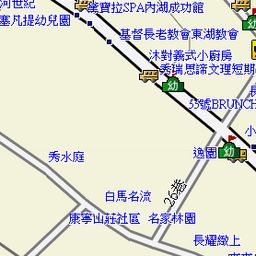 河世紀
塞凡提幼兒園
蜜寶拉SPA內湖成功館
基督長老教會東湖教會
沐對義式小廚房
秀瑞思諦文理短期
幼
55號BRUNCH
逸園
幼
秀水庭
白馬名流
26巷
康寧山莊社區
名家林園
長耀緻上